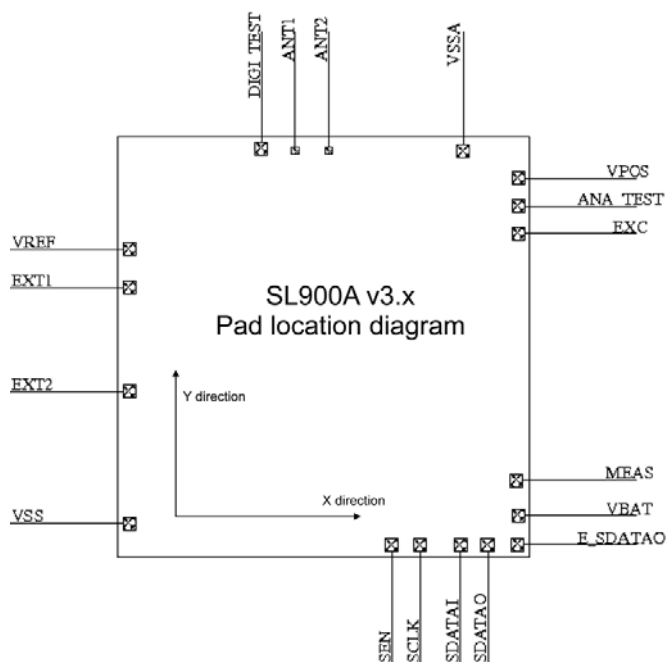 DIGI_TEST
ANT1
ANT2
VSSA
VPOS
ANA_TEST
EXC
VREF
EXT1
SL900A v3.x
Pad location diagram
EXT2
Y direction
X direction
MEAS
VBAT
VSS
E_SDATAO
SEN
SCLK
SDATAI
SDATAO